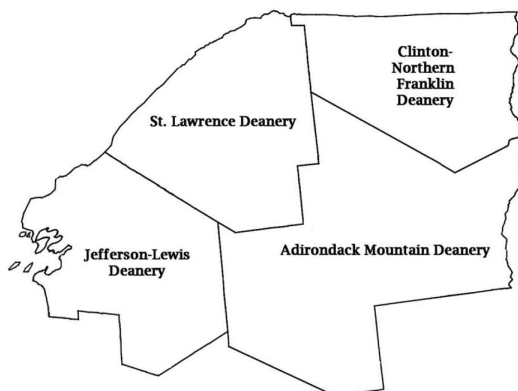 Clinton-
Northern
Franklin
Deanery
St. Lawrence Deanery
Jefferson-Lewis
Deanery
Adirondack Mountain Deanery